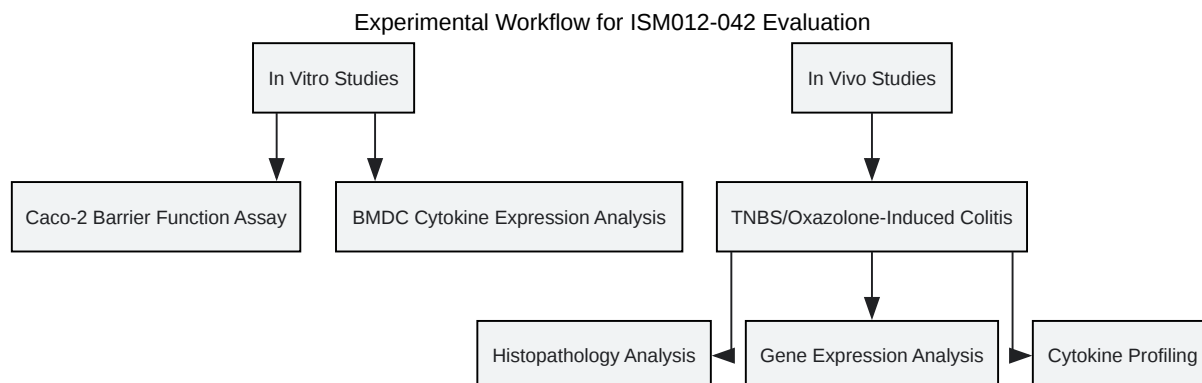 Experimental Workflow for ISM012-042 Evaluation
In Vitro Studies
In Vivo Studies
Caco-2 Barrier Function Assay
BMDC Cytokine Expression Analysis
TNBS/Oxazolone-Induced Colitis
Histopathology Analysis
Gene Expression Analysis
Cytokine Profiling